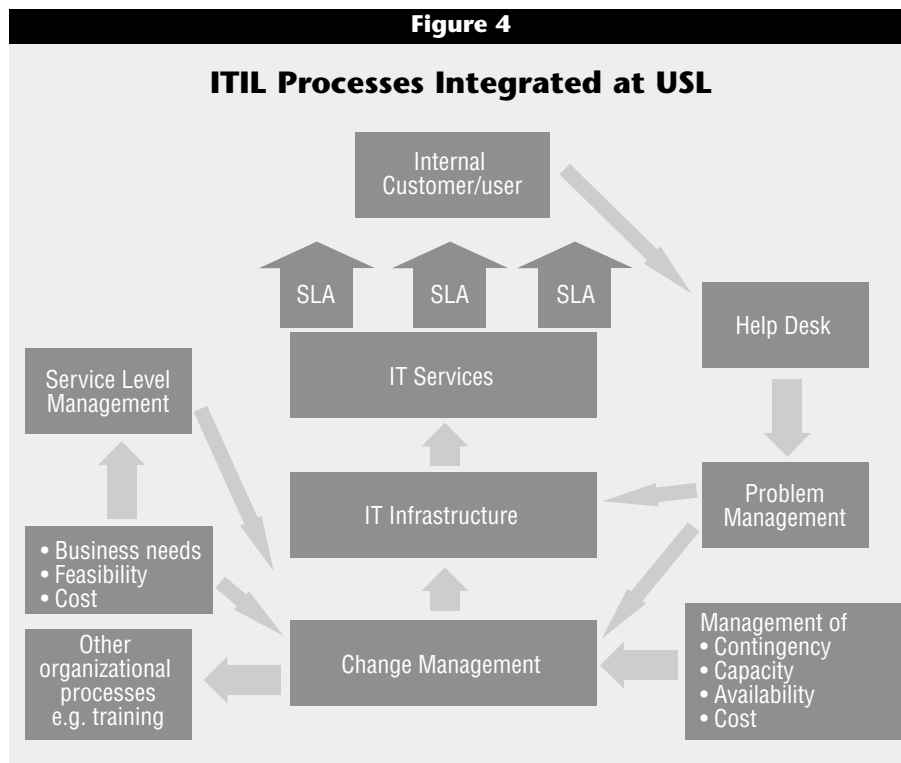 Figure 4
ITIL Processes Integrated at USL
Internal
Customer/user
SLA
SLA
SLA
Help Desk
IT Services
Service Level
Management
Problem
Management
IT Infrastructure
• Business needs
• Feasibility
• Cost
Other
organizational
processes
e.g. training
Change Management
Management of
• Contingency
• Capacity
• Availability
• Cost